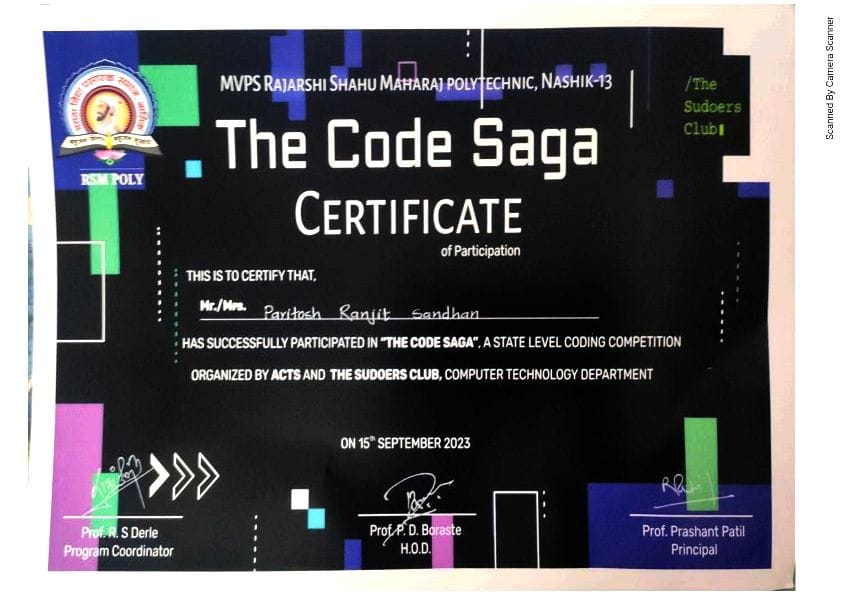 MVPS RAJARSHI SHAHU MAHARAJ POLYTECHNIC, NASHIK-13
/The
Sudoers
Club
RSM POLY
The Code Saga
CERTIFICATE
of Participation
THIS IS TO CERTIFY THAT,
Mr./Mrs. Paritosh Ranjit Sandhan
HAS SUCCESSFULLY PARTICIPATED IN "THE CODE SAGA", A STATE LEVEL CODING COMPETITION
ORGANIZED BY ACTS AND THE SUDOERS CLUB, COMPUTER TECHNOLOGY DEPARTMENT
ON 15th SEPTEMBER 2023
Prof. R. S Derle
Program Coordinator
Prof. P. D. Boraste
H.O.D.
Prof. Prashant Patil
Principal
Scanned By Camera Scanner